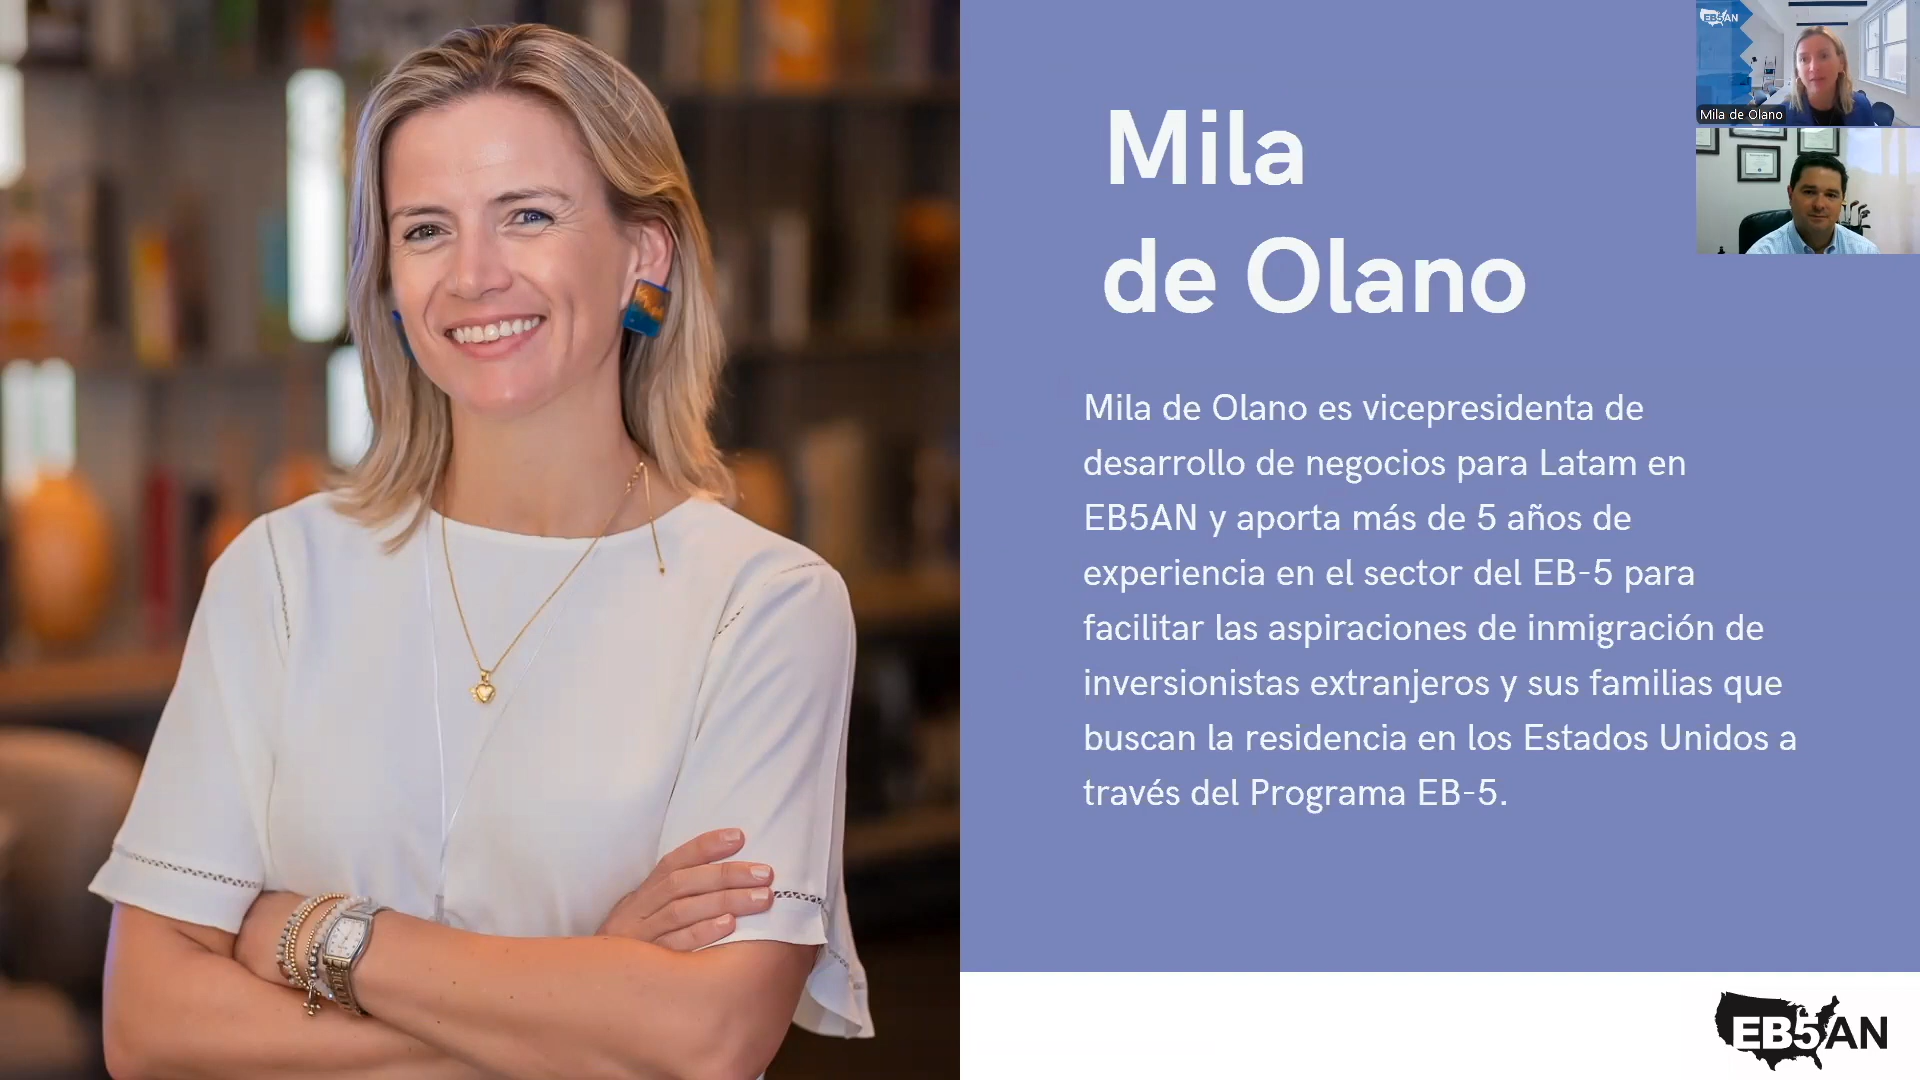 Mila
de Olano
Mila de Olano es vicepresidenta de
desarrollo de negocios para Latam en
EB5AN y aporta más de 5 años de
experiencia en el sector del EB-5 para
facilitar las aspiraciones de inmigración de
inversionistas extranjeros y sus familias que
buscan la residencia en los Estados Unidos a
través del Programa EB-5.
EB5AN
Mila de Olano
EB5AN